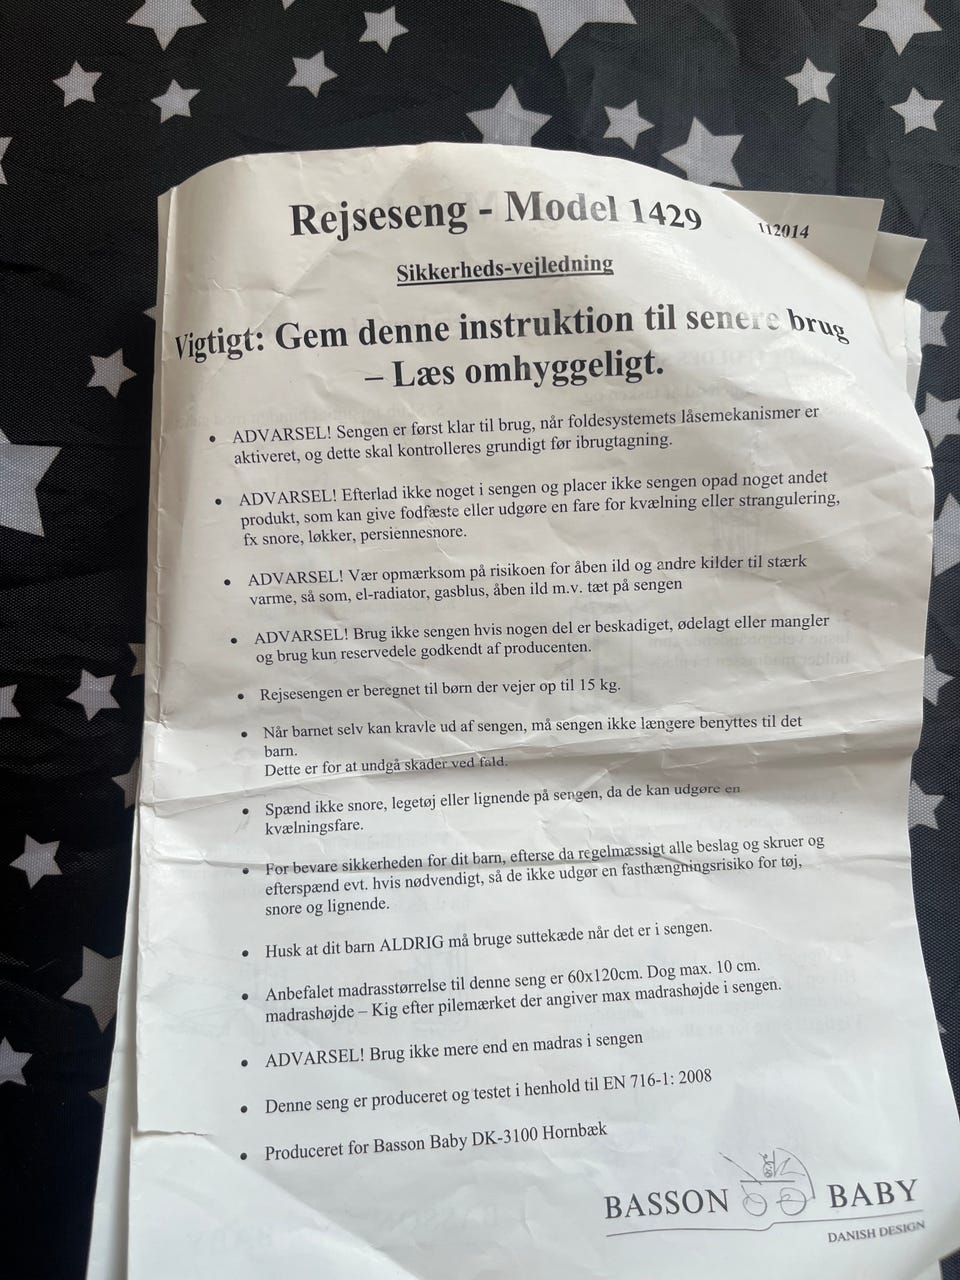 Rejseseng - Model 1429
112014
Sikkerheds-vejledning
Vigtigt: Gem denne instruktion til senere brug
– Læs omhyggeligt.
• ADVARSEL! Sengen er først klar til brug, når foldesystemets låsemekanismer er
aktiveret, og dette skal kontrolleres grundigt før ibrugtagning.
• ADVARSEL! Efterlad ikke noget i sengen og placer ikke sengen opad noget andet
produkt, som kan give fodfæste eller udgøre en fare for kvælning eller strangulering,
fx snore, løkker, persiennesnore.
• ADVARSEL! Vær opmærksom på risikoen for åben ild og andre kilder til stærk
varme, så som, el-radiator, gasblus, åben ild m.v. tæt på sengen
• ADVARSEL! Brug ikke sengen hvis nogen del er beskadiget, ødelagt eller mangler
og brug kun reservedele godkendt af producenten.
• Rejsesengen er beregnet til børn der vejer op til 15 kg.
• Når barnet selv kan kravle ud af sengen, må sengen ikke længere benyttes til det
barn.
Dette er for at undgå skader ved fald.
• Spænd ikke snore, legetøj eller lignende på sengen, da de kan udgøre en
kvælningsfare.
• For bevare sikkerheden for dit barn, efterse da regelmæssigt alle beslag og skruer og
efterspænd evt. hvis nødvendigt, så de ikke udgør en fasthængningsrisiko for tøj,
snore og lignende.
• Husk at dit barn ALDRIG må bruge suttekæde når det er i sengen.
• Anbefalet madrasstørrelse til denne seng er 60x120cm. Dog max. 10 cm.
madrashøjde – Kig efter pilemærket der angiver max madrashøjde i sengen.
• ADVARSEL! Brug ikke mere end en madras i sengen
• Denne seng er produceret og testet i henhold til EN 716-1: 2008
• Produceret for Basson Baby DK-3100 Hornbæk
BASSON BABY
DANISH DESIGN